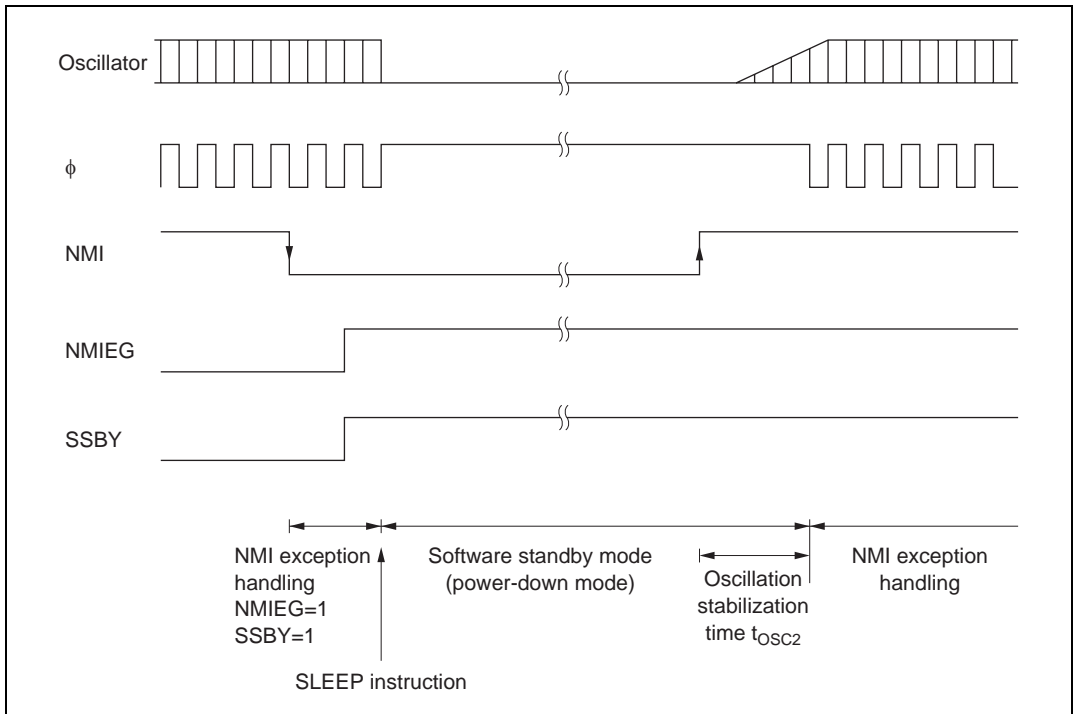 Oscillator
ϕ
NMI
NMIEG
SSBY
NMI exception
handling
NMIEG=1
SSBY=1
Software standby mode
(power-down mode)
Oscillation
stabilization
time tOSC2
NMI exception
handling
SLEEP instruction